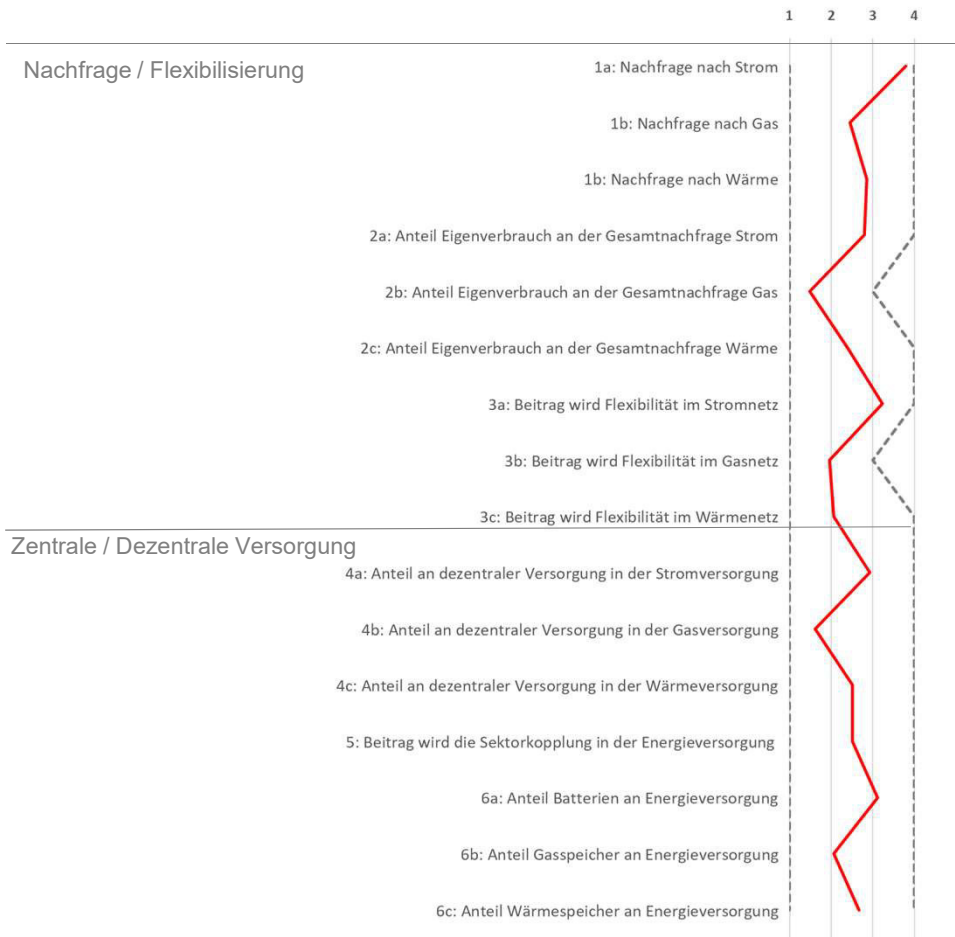 1 2 3 4
Nachfrage / Flexibilisierung
1a: Nachfrage nach Strom
1b: Nachfrage nach Gas
1b: Nachfrage nach Wärme
2a: Anteil Eigenverbrauch an der Gesamtnachfrage Strom
2b: Anteil Eigenverbrauch an der Gesamtnachfrage Gas
2c: Anteil Eigenverbrauch an der Gesamtnachfrage Wärme
3a: Beitrag wird Flexibilität im Stromnetz
3b: Beitrag wird Flexibilität im Gasnetz
3c: Beitrag wird Flexibilität im Wärmenetz
Zentrale / Dezentrale Versorgung
4a: Anteil an dezentraler Versorgung in der Stromversorgung
4b: Anteil an dezentraler Versorgung in der Gasversorgung
4c: Anteil an dezentraler Versorgung in der Wärmeversorgung
5: Beitrag wird die Sektorkopplung in der Energieversorgung
6a: Anteil Batterien an Energieversorgung
6b: Anteil Gasspeicher an Energieversorgung
6c: Anteil Wärmespeicher an Energieversorgung